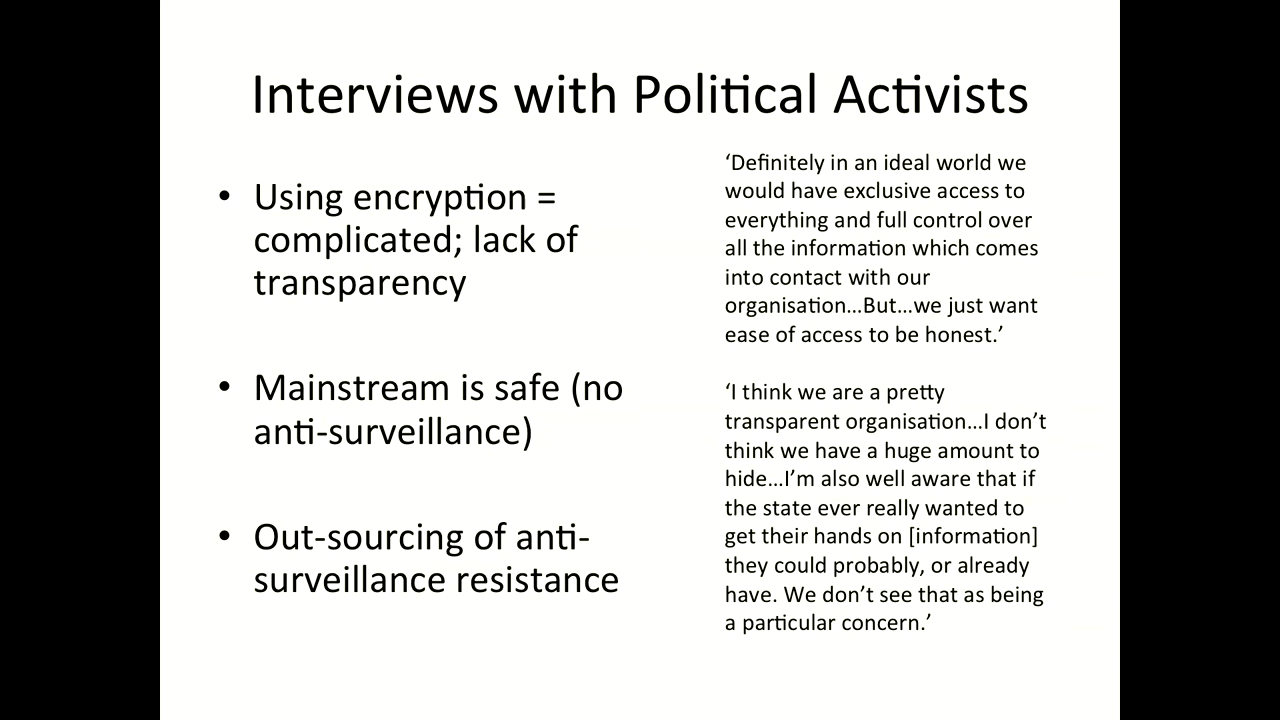 Interviews with Political Activists
• Using encryption =
complicated; lack of
transparency
• Mainstream is safe (no
anti-surveillance)
• Out-sourcing of anti-
surveillance resistance
‘Definitely in an ideal world we
would have exclusive access to
everything and full control over
all the information which comes
into contact with our
organisation…But…we just want
ease of access to be honest.’
‘I think we are a pretty
transparent organisation…I don’t
think we have a huge amount to
hide…I’m also well aware that if
the state ever really wanted to
get their hands on [information]
they could probably, or already
have. We don’t see that as being
a particular concern.’